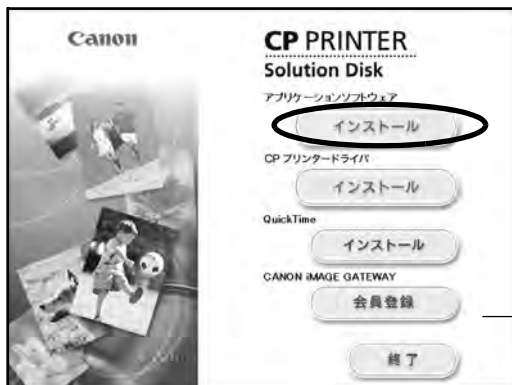 Canon
CP PRINTER
Solution Disk
アプリケーションソフトウェア
インストール
CP プリンタードライバ
インストール
QuickTime
インストール
CANON iMAGE GATEWAY
会員登録
終了